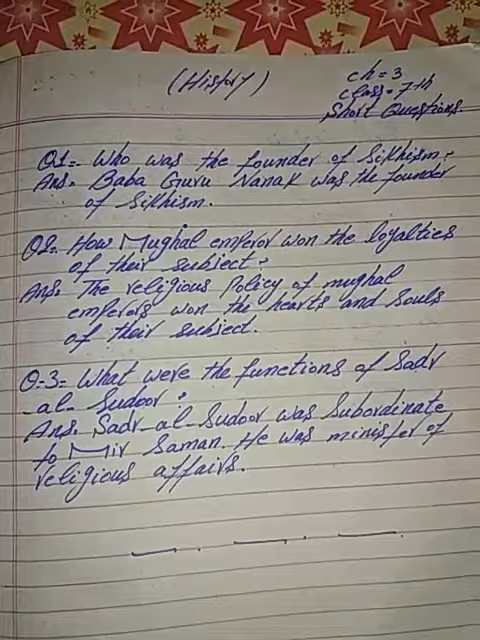 (History)
ch = 3
class = 7th
Short Questions.
Q1= Who was the founder of Sikhism?
Ans. Baba Guru Nanak was the founder
of Sikhism.
Q2= How Mughal emperor won the loyalties
of their subject?
Ans. The religious Policy of mughal
emperors won the hearts and souls
of their subject.
Q-3= What were the functions of Sadr
-al- Sudoor?
Ans. Sadr-al-Sudoor was Subordinate
to Mir Saman. He was minister of
religious affairs.